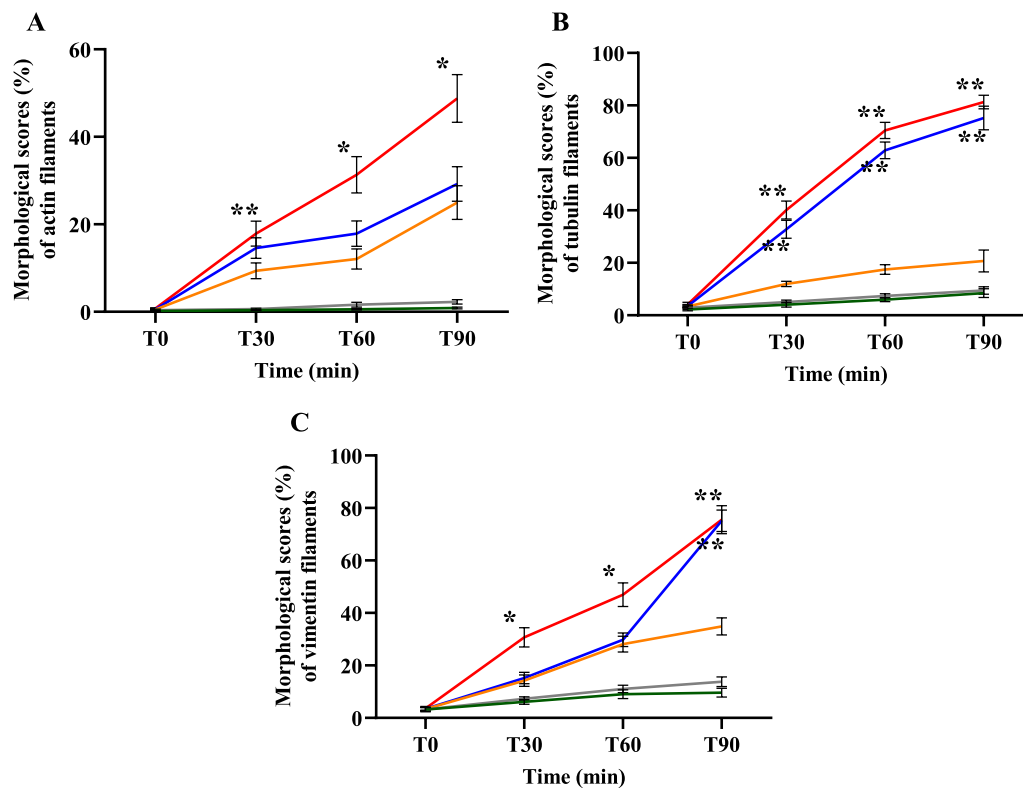 A
Morphological scores (%)
of actin filaments
60
40
20
0
**
*
*
T0 T30 T60 T90
Time (min)
B
Morphological scores (%)
of tubulin filaments
100
80
60
40
20
0
**
**
**
**
**
**
T0 T30 T60 T90
Time (min)
C
Morphological scores (%)
of vimentin filaments
100
80
60
40
20
0
*
*
**
**
T0 T30 T60 T90
Time (min)